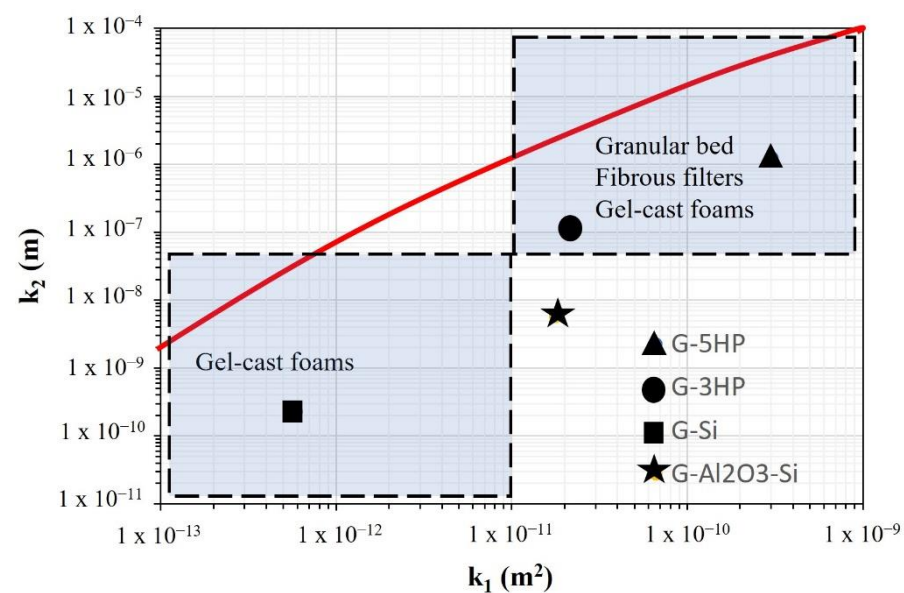 1 x 10⁻⁴
1 x 10⁻⁵
1 x 10⁻⁶
1 x 10⁻⁷
1 x 10⁻⁸
1 x 10⁻⁹
1 x 10⁻¹⁰
1 x 10⁻¹¹
k₂ (m)
Granular bed
Fibrous filters
Gel-cast foams
Gel-cast foams
G-5HP
G-3HP
G-Si
G-Al2O3-Si
1 x 10⁻¹³
1 x 10⁻¹²
1 x 10⁻¹¹
1 x 10⁻¹⁰
1 x 10⁻⁹
k₁ (m²)